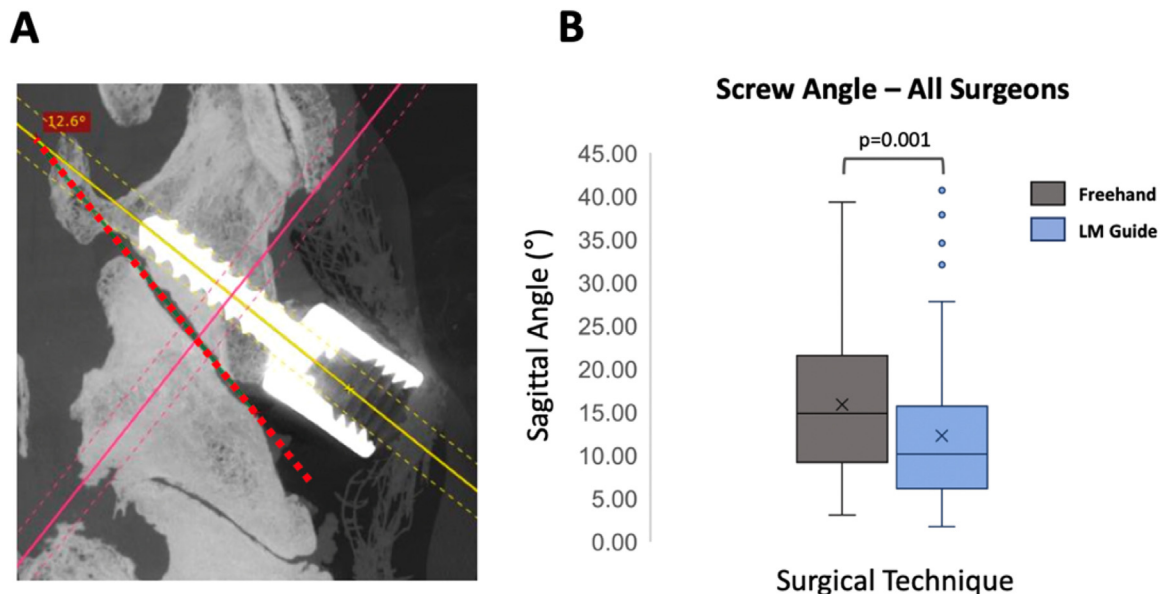 A
B
12.6°
Screw Angle – All Surgeons
p=0.001
45.00
40.00
35.00
30.00
25.00
20.00
15.00
10.00
5.00
0.00
Sagittal Angle (°)
Freehand
LM Guide
Surgical Technique